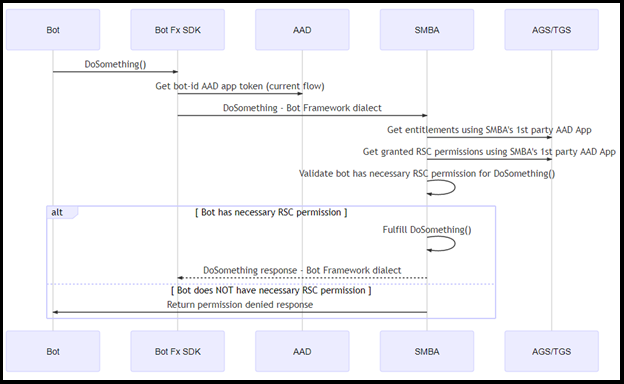 Bot
Bot Fx SDK
AAD
SMBA
AGS/TGS
DoSomething()
Get bot-id AAD app token (current flow)
DoSomething - Bot Framework dialect
Get entitlements using SMBA's 1st party AAD App
Get granted RSC permissions using SMBA's 1st party AAD App
Validate bot has necessary RSC permission for DoSomething()
alt
[ Bot has necessary RSC permission ]
Fulfill DoSomething()
DoSomething response - Bot Framework dialect
[ Bot does NOT have necessary RSC permission ]
Return permission denied response
Bot
Bot Fx SDK
AAD
SMBA
AGS/TGS